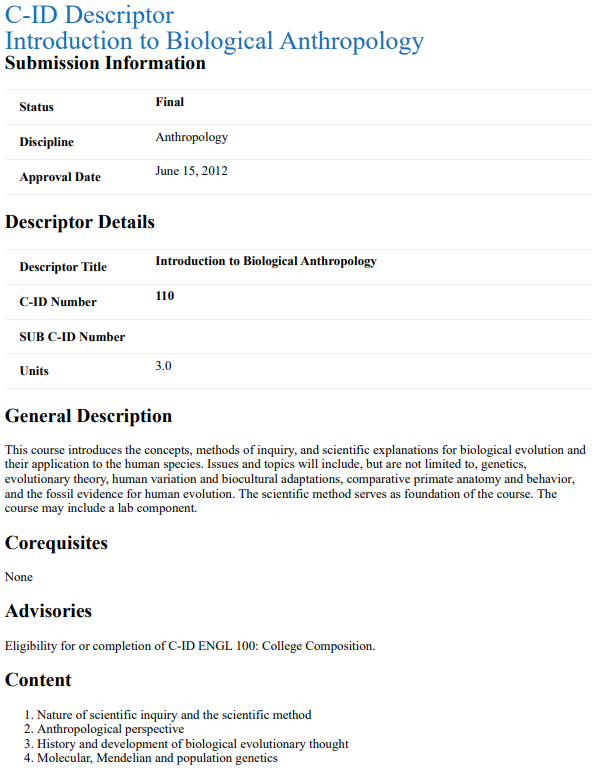 C-ID Descriptor
Introduction to Biological Anthropology
Submission Information
Status Final
Discipline Anthropology
Approval Date June 15, 2012
Descriptor Details
Descriptor Title Introduction to Biological Anthropology
C-ID Number 110
SUB C-ID Number
Units 3.0
General Description
This course introduces the concepts, methods of inquiry, and scientific explanations for biological evolution and
their application to the human species. Issues and topics will include, but are not limited to, genetics,
evolutionary theory, human variation and biocultural adaptations, comparative primate anatomy and behavior,
and the fossil evidence for human evolution. The scientific method serves as foundation of the course. The
course may include a lab component.
Corequisites
None
Advisories
Eligibility for or completion of C-ID ENGL 100: College Composition.
Content
1. Nature of scientific inquiry and the scientific method
2. Anthropological perspective
3. History and development of biological evolutionary thought
4. Molecular, Mendelian and population genetics